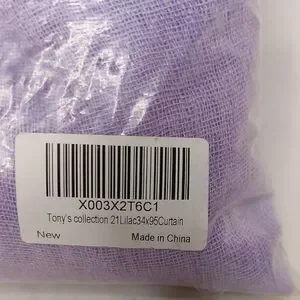 X003X2T6C1
Tony's collection 21Lilac34x95Curtain
New Made in China